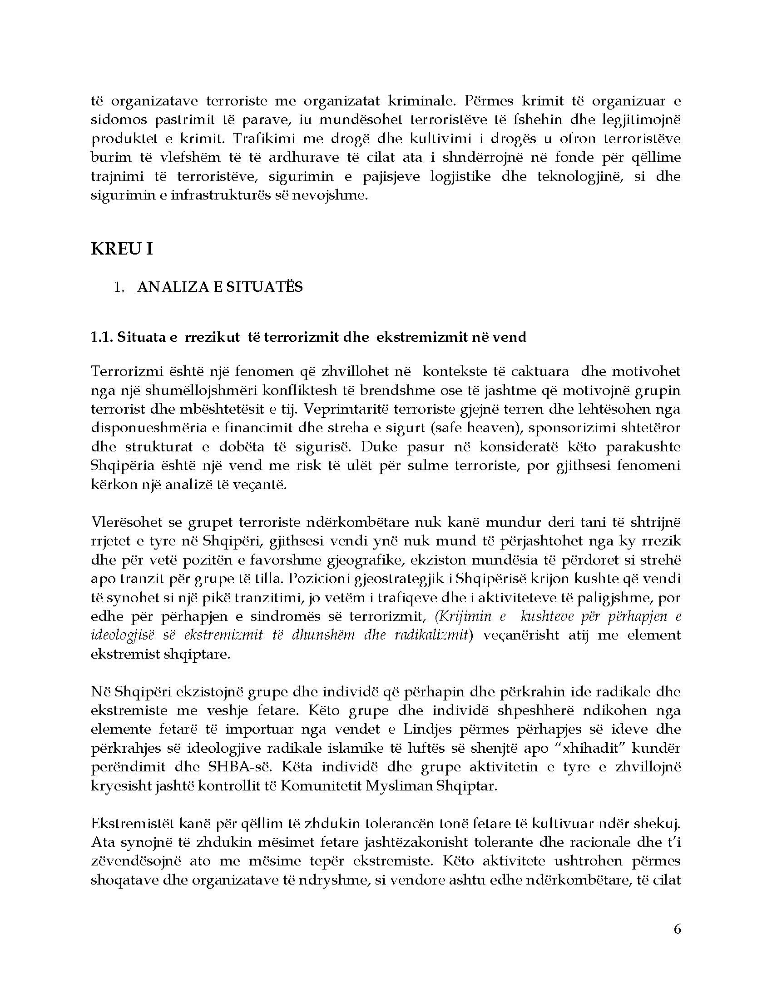 të organizatave terroriste me organizatat kriminale. Përmes krimit të organizuar e
sidomos pastrimit të parave, iu mundësohet terroristëve të fshehin dhe legjitimojnë
produktet e krimit. Trafikimi me drogë dhe kultivimi i drogës u ofron terroristëve
burim të vlefshëm të të ardhurave të cilat ata i shndërrojnë në fonde për qëllime
trajnimi të terroristëve, sigurimin e pajisjeve logjistike dhe teknologjinë, si dhe
sigurimin e infrastrukturës së nevojshme.
KREU I
1. ANALIZA E SITUATËS
1.1. Situata e rrezikut të terrorizmit dhe ekstremizmit në vend
Terrorizmi është një fenomen që zhvillohet në kontekste të caktuara dhe motivohet
nga një shumëllojshmëri konfliktesh të brendshme ose të jashtme që motivojnë grupin
terrorist dhe mbështetësit e tij. Veprimtaritë terroriste gjejnë terren dhe lehtësohen nga
disponueshmëria e financimit dhe streha e sigurt (safe heaven), sponsorizimi shtetëror
dhe strukturat e dobëta të sigurisë. Duke pasur në konsideratë këto parakushte
Shqipëria është një vend me risk të ulët për sulme terroriste, por gjithsesi fenomeni
kërkon një analizë të veçantë.
Vlerësohet se grupet terroriste ndërkombëtare nuk kanë mundur deri tani të shtrijnë
rrjetet e tyre në Shqipëri, gjithsesi vendi ynë nuk mund të përjashtohet nga ky rrezik
dhe për vetë pozitën e favorshme gjeografike, ekziston mundësia të përdoret si strehë
apo tranzit për grupe të tilla. Pozicioni gjeostrategjik i Shqipërisë krijon kushte që vendi
të synohet si një pikë tranzitimi, jo vetëm i trafiqeve dhe i aktiviteteve të paligjshme, por
edhe për përhapjen e sindromës së terrorizmit, (Krijimin e kushteve për përhapjen e
ideologjisë së ekstremizmit të dhunshëm dhe radikalizmit) veçanërisht atij me element
ekstremist shqiptare.
Në Shqipëri ekzistojnë grupe dhe individë që përhapin dhe përkrahin ide radikale dhe
ekstremiste me veshje fetare. Këto grupe dhe individë shpeshherë ndikohen nga
elemente fetarë të importuar nga vendet e Lindjes përmes përhapjes së ideve dhe
përkrahjes së ideologjive radikale islamike të luftës së shenjtë apo “xhihadit” kundër
perëndimit dhe SHBA-së. Këta individë dhe grupe aktivitetin e tyre e zhvillojnë
kryesisht jashtë kontrollit të Komunitetit Mysliman Shqiptar.
Ekstremistët kanë për qëllim të zhdukin tolerancën tonë fetare të kultivuar ndër shekuj.
Ata synojnë të zhdukin mësimet fetare jashtëzakonisht tolerante dhe racionale dhe t’i
zëvendësojnë ato me mësime tepër ekstremiste. Këto aktivitete ushtrohen përmes
shoqatave dhe organizatave të ndryshme, si vendore ashtu edhe ndërkombëtare, të cilat
6